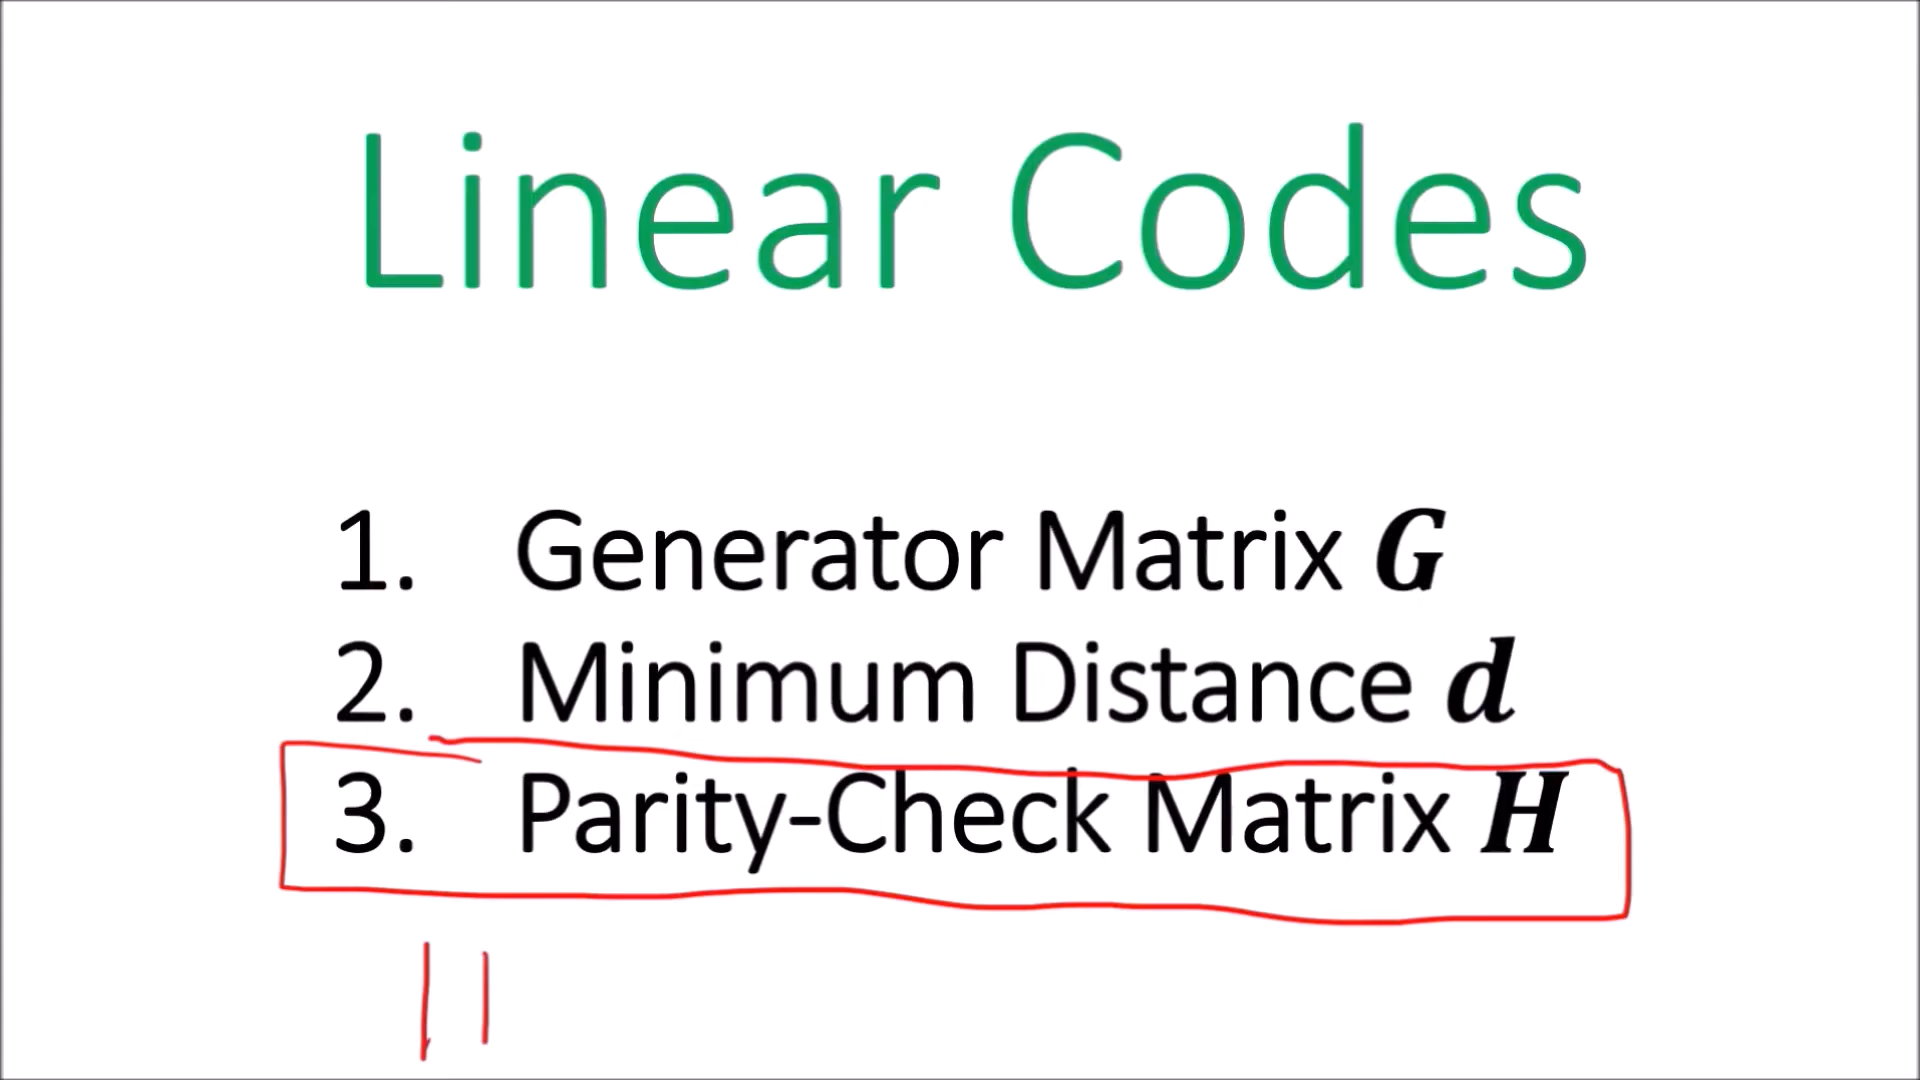 Linear Codes
1. Generator Matrix G
2. Minimum Distance d
3. Parity-Check Matrix H